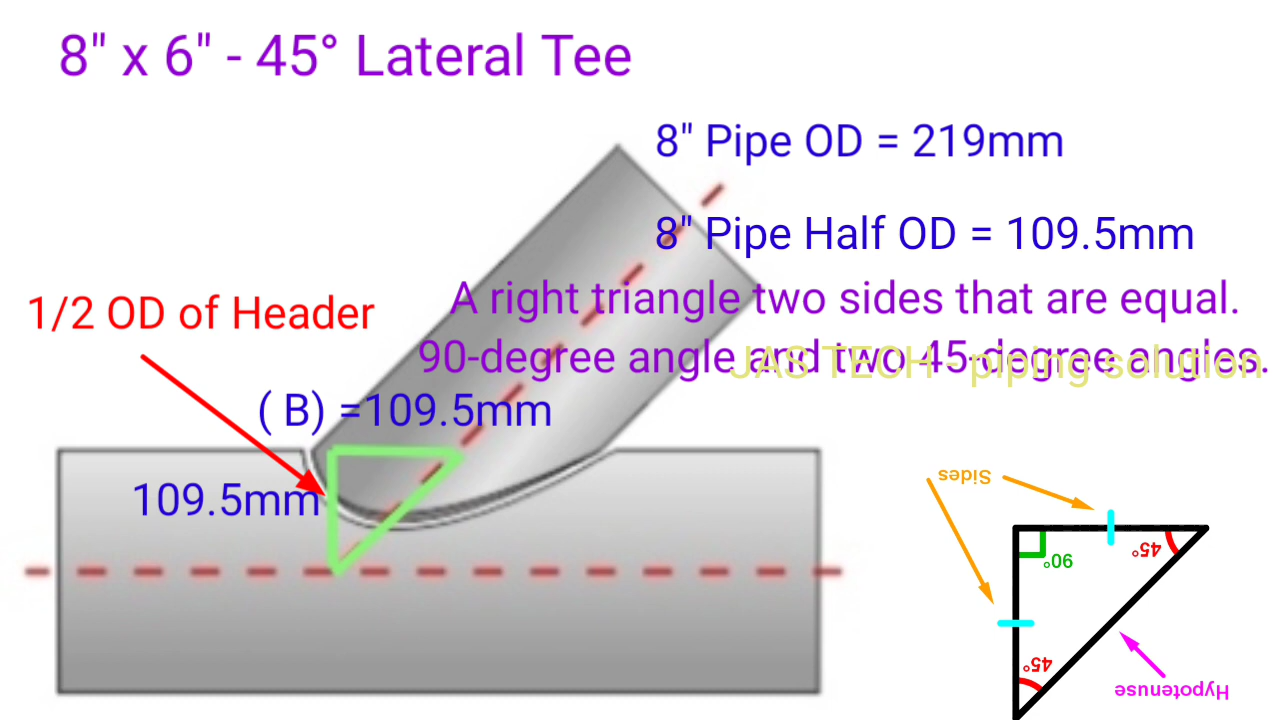 8" x 6" - 45° Lateral Tee
8" Pipe OD = 219mm
8" Pipe Half OD = 109.5mm
1/2 OD of Header
A right triangle two sides that are equal.
90-degree angle and two 45-degree angles.
JAS TECH - piping solution
( B) =109.5mm
109.5mm
Sides
90°
45°
45°
Hypotenuse